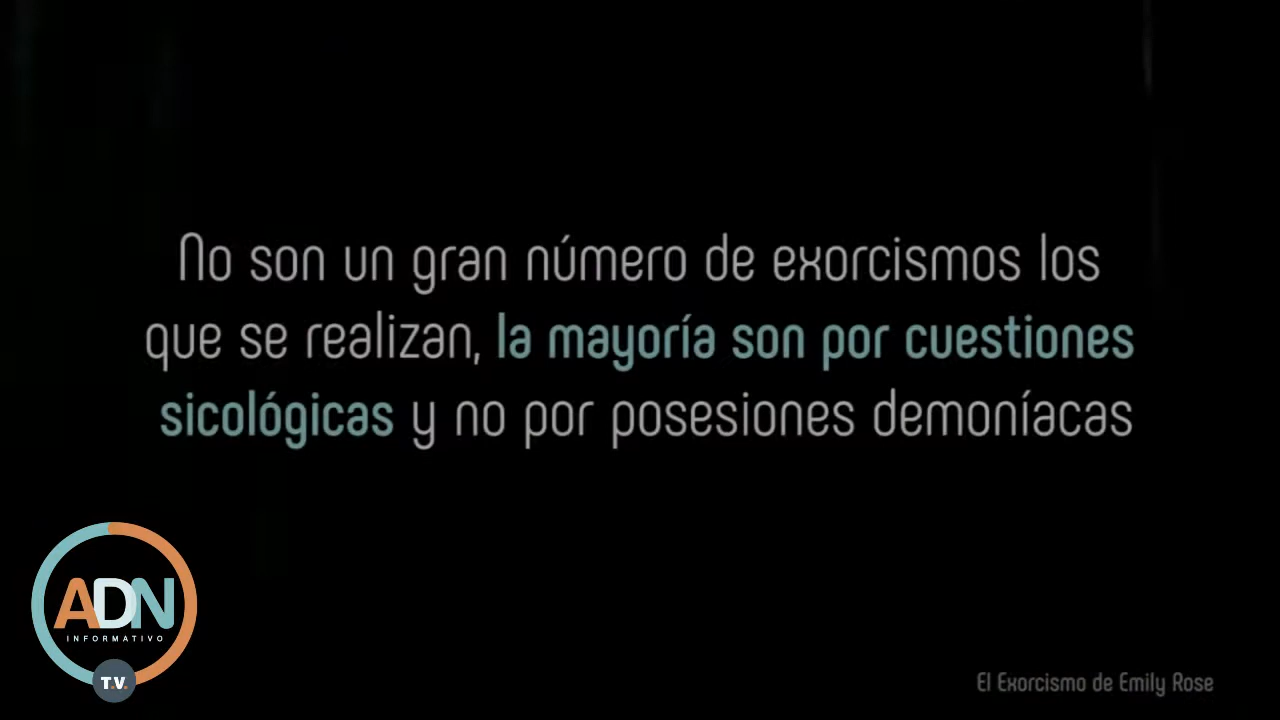 No son un gran número de exorcismos los
que se realizan, la mayoría son por cuestiones
sicológicas y no por posesiones demoníacas
ADN
INFORMATIVO
T.V.
El Exorcismo de Emily Rose